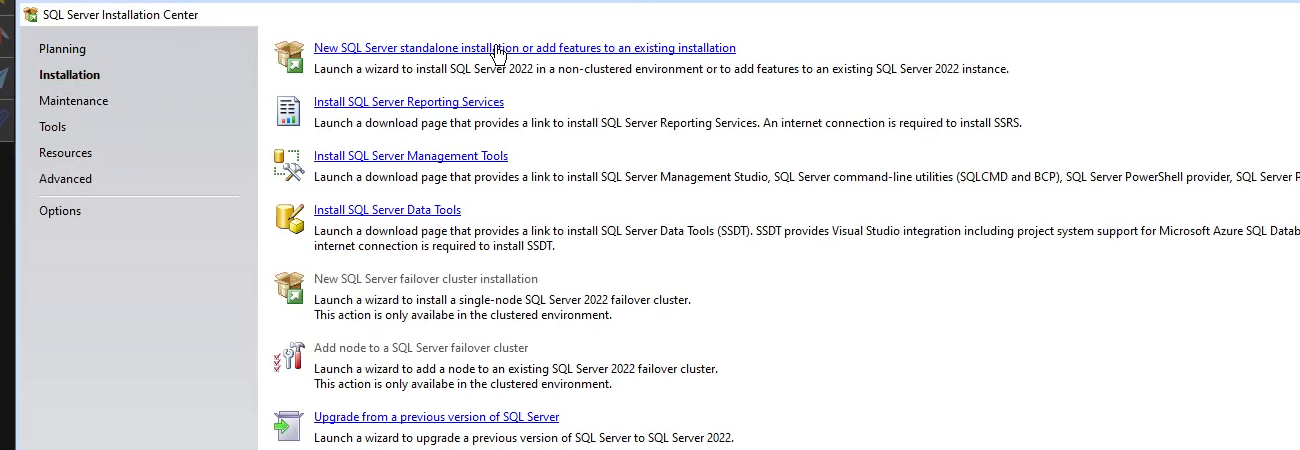 SQL Server Installation Center
Planning
Installation
Maintenance
Tools
Resources
Advanced
Options
New SQL Server standalone installation or add features to an existing installation
Launch a wizard to install SQL Server 2022 in a non-clustered environment or to add features to an existing SQL Server 2022 instance.
Install SQL Server Reporting Services
Launch a download page that provides a link to install SQL Server Reporting Services. An internet connection is required to install SSRS.
Install SQL Server Management Tools
Launch a download page that provides a link to install SQL Server Management Studio, SQL Server command-line utilities (SQLCMD and BCP), SQL Server PowerShell provider, SQL Server P
Install SQL Server Data Tools
Launch a download page that provides a link to install SQL Server Data Tools (SSDT). SSDT provides Visual Studio integration including project system support for Microsoft Azure SQL Datab
internet connection is required to install SSDT.
New SQL Server failover cluster installation
Launch a wizard to install a single-node SQL Server 2022 failover cluster.
This action is only availabe in the clustered environment.
Add node to a SQL Server failover cluster
Launch a wizard to add a node to an existing SQL Server 2022 failover cluster.
This action is only availabe in the clustered environment.
Upgrade from a previous version of SQL Server
Launch a wizard to upgrade a previous version of SQL Server to SQL Server 2022.